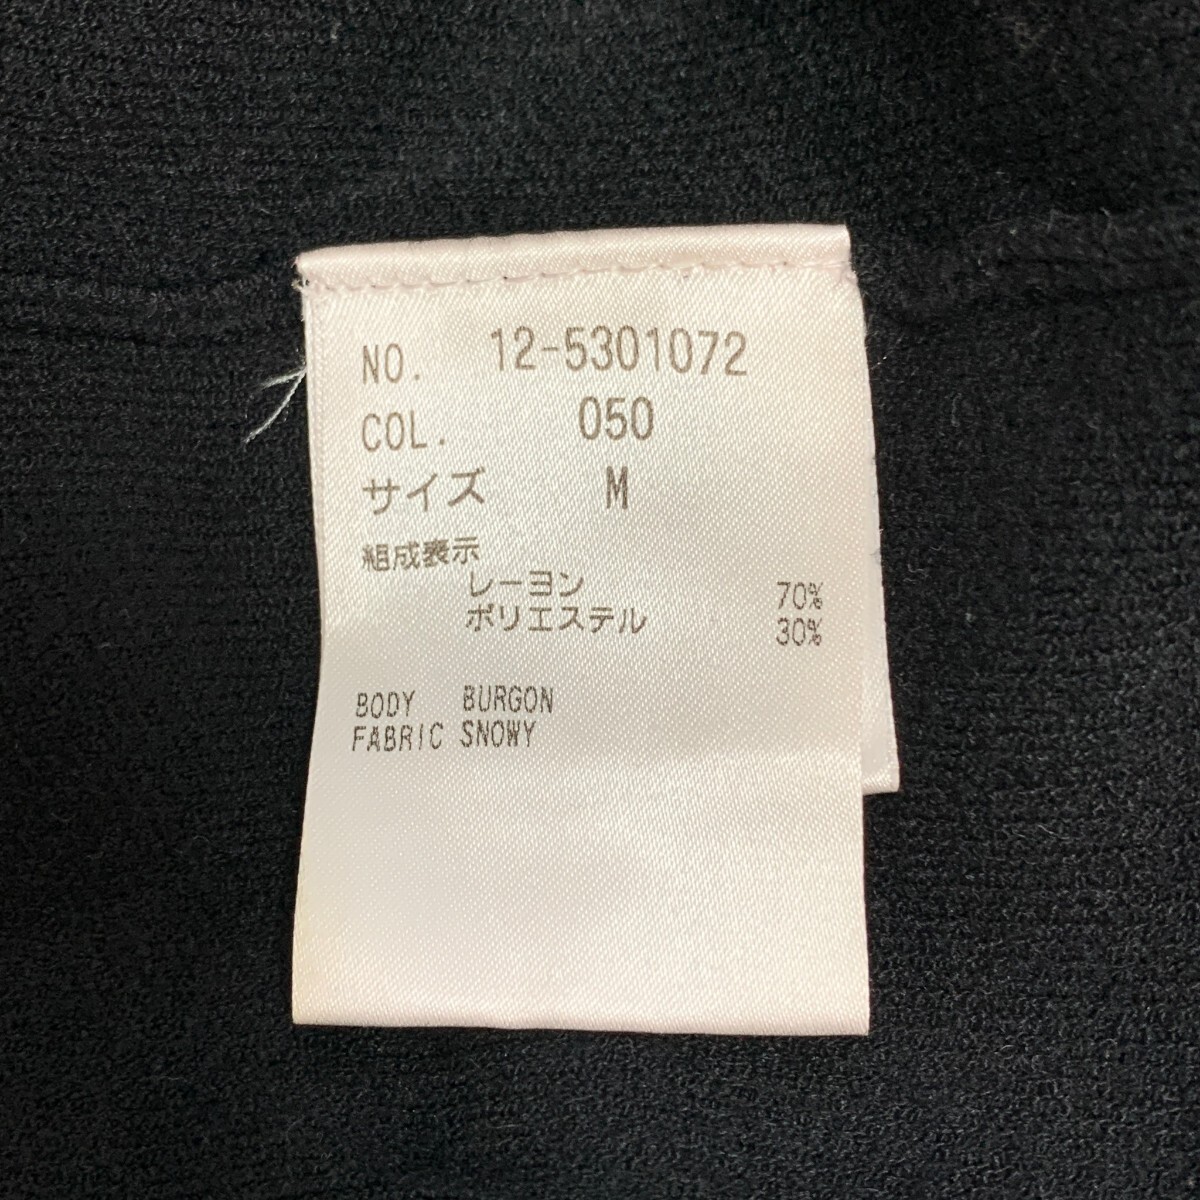 NO. 12-5301072
COL. 050
サイズ M
組成表示
レーヨン 70%
ポリエステル 30%
BODY BURGON
FABRIC SNOWY